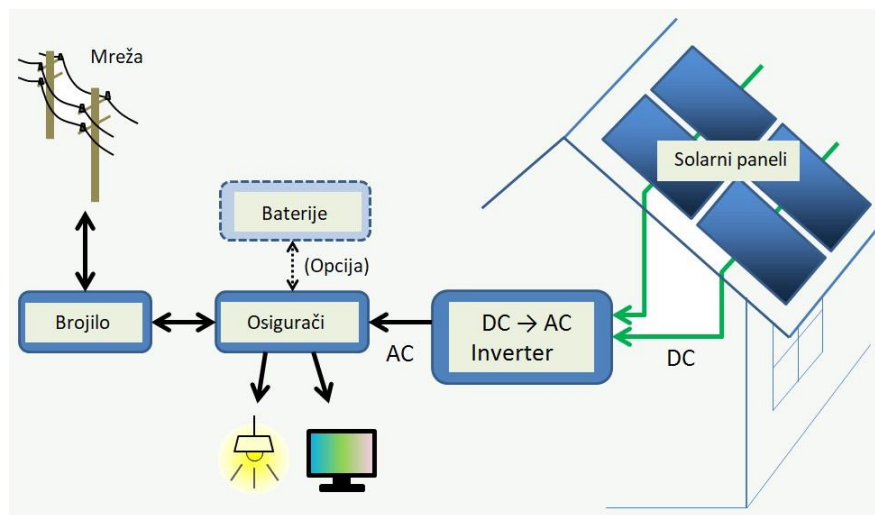 Mreža
Solarni paneli
Baterije
(Opcija)
Brojilo
Osigurači
AC
DC → AC
Inverter
DC